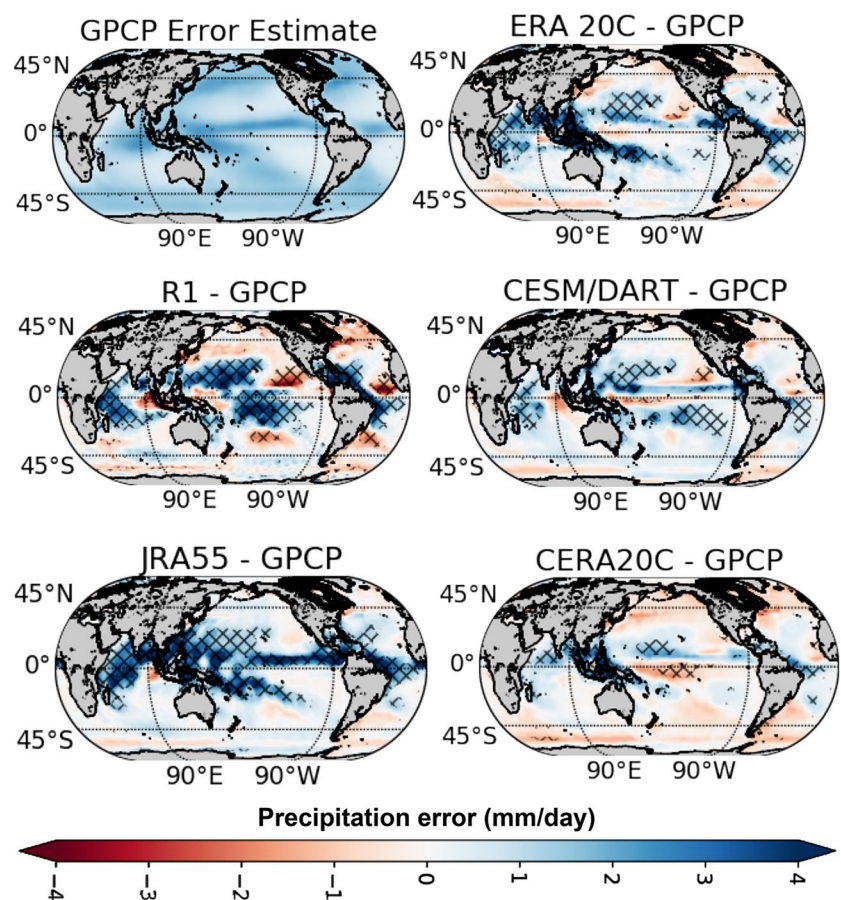 GPCP Error Estimate
45°N
0°
45°S
90°E 90°W
ERA 20C - GPCP
45°N
0°
45°S
90°E 90°W
R1 - GPCP
45°N
0°
45°S
90°E 90°W
CESM/DART - GPCP
45°N
0°
45°S
90°E 90°W
JRA55 - GPCP
45°N
0°
45°S
90°E 90°W
CERA20C - GPCP
45°N
0°
45°S
90°E 90°W
Precipitation error (mm/day)
-4 -3 -2 -1 0 1 2 3 4